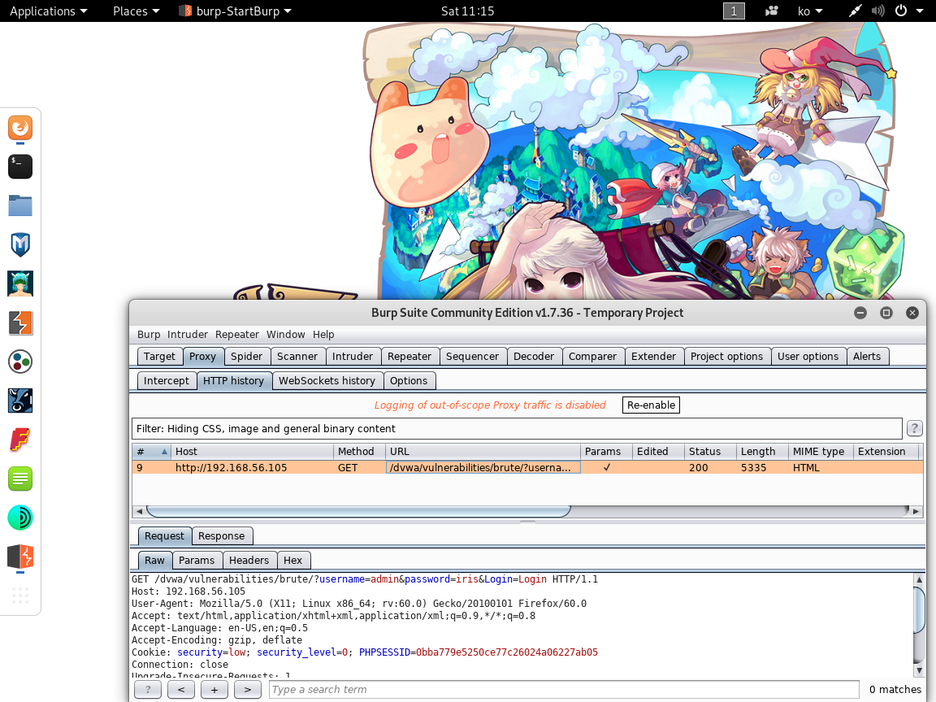 Applications Places burp-StartBurp Sat 11:15 1 ko
Burp Suite Community Edition v1.7.36 - Temporary Project
Burp Intruder Repeater Window Help
Target Proxy Spider Scanner Intruder Repeater Sequencer Decoder Comparer Extender Project options User options Alerts
Intercept HTTP history WebSockets history Options
Logging of out-of-scope Proxy traffic is disabled Re-enable
Filter: Hiding CSS, image and general binary content ?
# Host Method URL Params Edited Status Length MIME type Extension
9 http://192.168.56.105 GET /dvwa/vulnerabilities/brute/?userna... ✓ 200 5335 HTML
Request Response
Raw Params Headers Hex
GET /dvwa/vulnerabilities/brute/?username=admin&password=iris&Login=Login HTTP/1.1
Host: 192.168.56.105
User-Agent: Mozilla/5.0 (X11; Linux x86_64; rv:60.0) Gecko/20100101 Firefox/60.0
Accept: text/html,application/xhtml+xml,application/xml;q=0.9,*/*;q=0.8
Accept-Language: en-US,en;q=0.5
Accept-Encoding: gzip, deflate
Cookie: security=low; security_level=0; PHPSESSID=0bba779e5250ce77c26024a06227ab05
Connection: close
Upgrade-Insecure-Requests: 1
? < + > Type a search term 0 matches